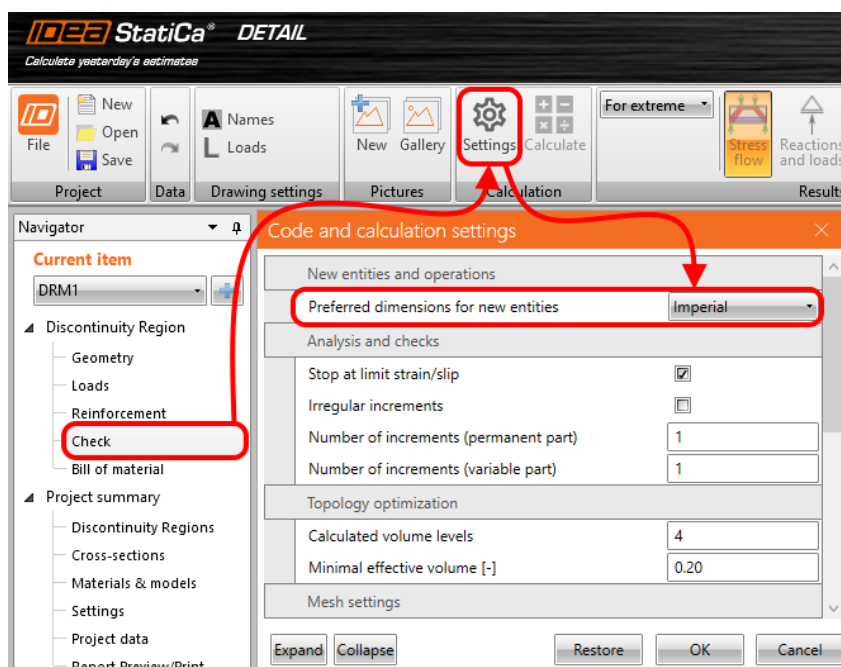 IDEA StatiCa® DETAIL
Calculate yesterday's estimates
File
New
Open
Save
Project
Data
Names
Loads
Drawing settings
New
Gallery
Pictures
Settings
Calculate
Calculation
For extreme
Stress
flow
Reactions
and loads
Results
Navigator
Current item
DRM1
Discontinuity Region
Geometry
Loads
Reinforcement
Check
Bill of material
Project summary
Discontinuity Regions
Cross-sections
Materials & models
Settings
Project data
Report Preview/Print
Code and calculation settings
New entities and operations
Preferred dimensions for new entities Imperial
Analysis and checks
Stop at limit strain/slip
Irregular increments
Number of increments (permanent part) 1
Number of increments (variable part) 1
Topology optimization
Calculated volume levels 4
Minimal effective volume [-] 0.20
Mesh settings
Expand Collapse Restore OK Cancel